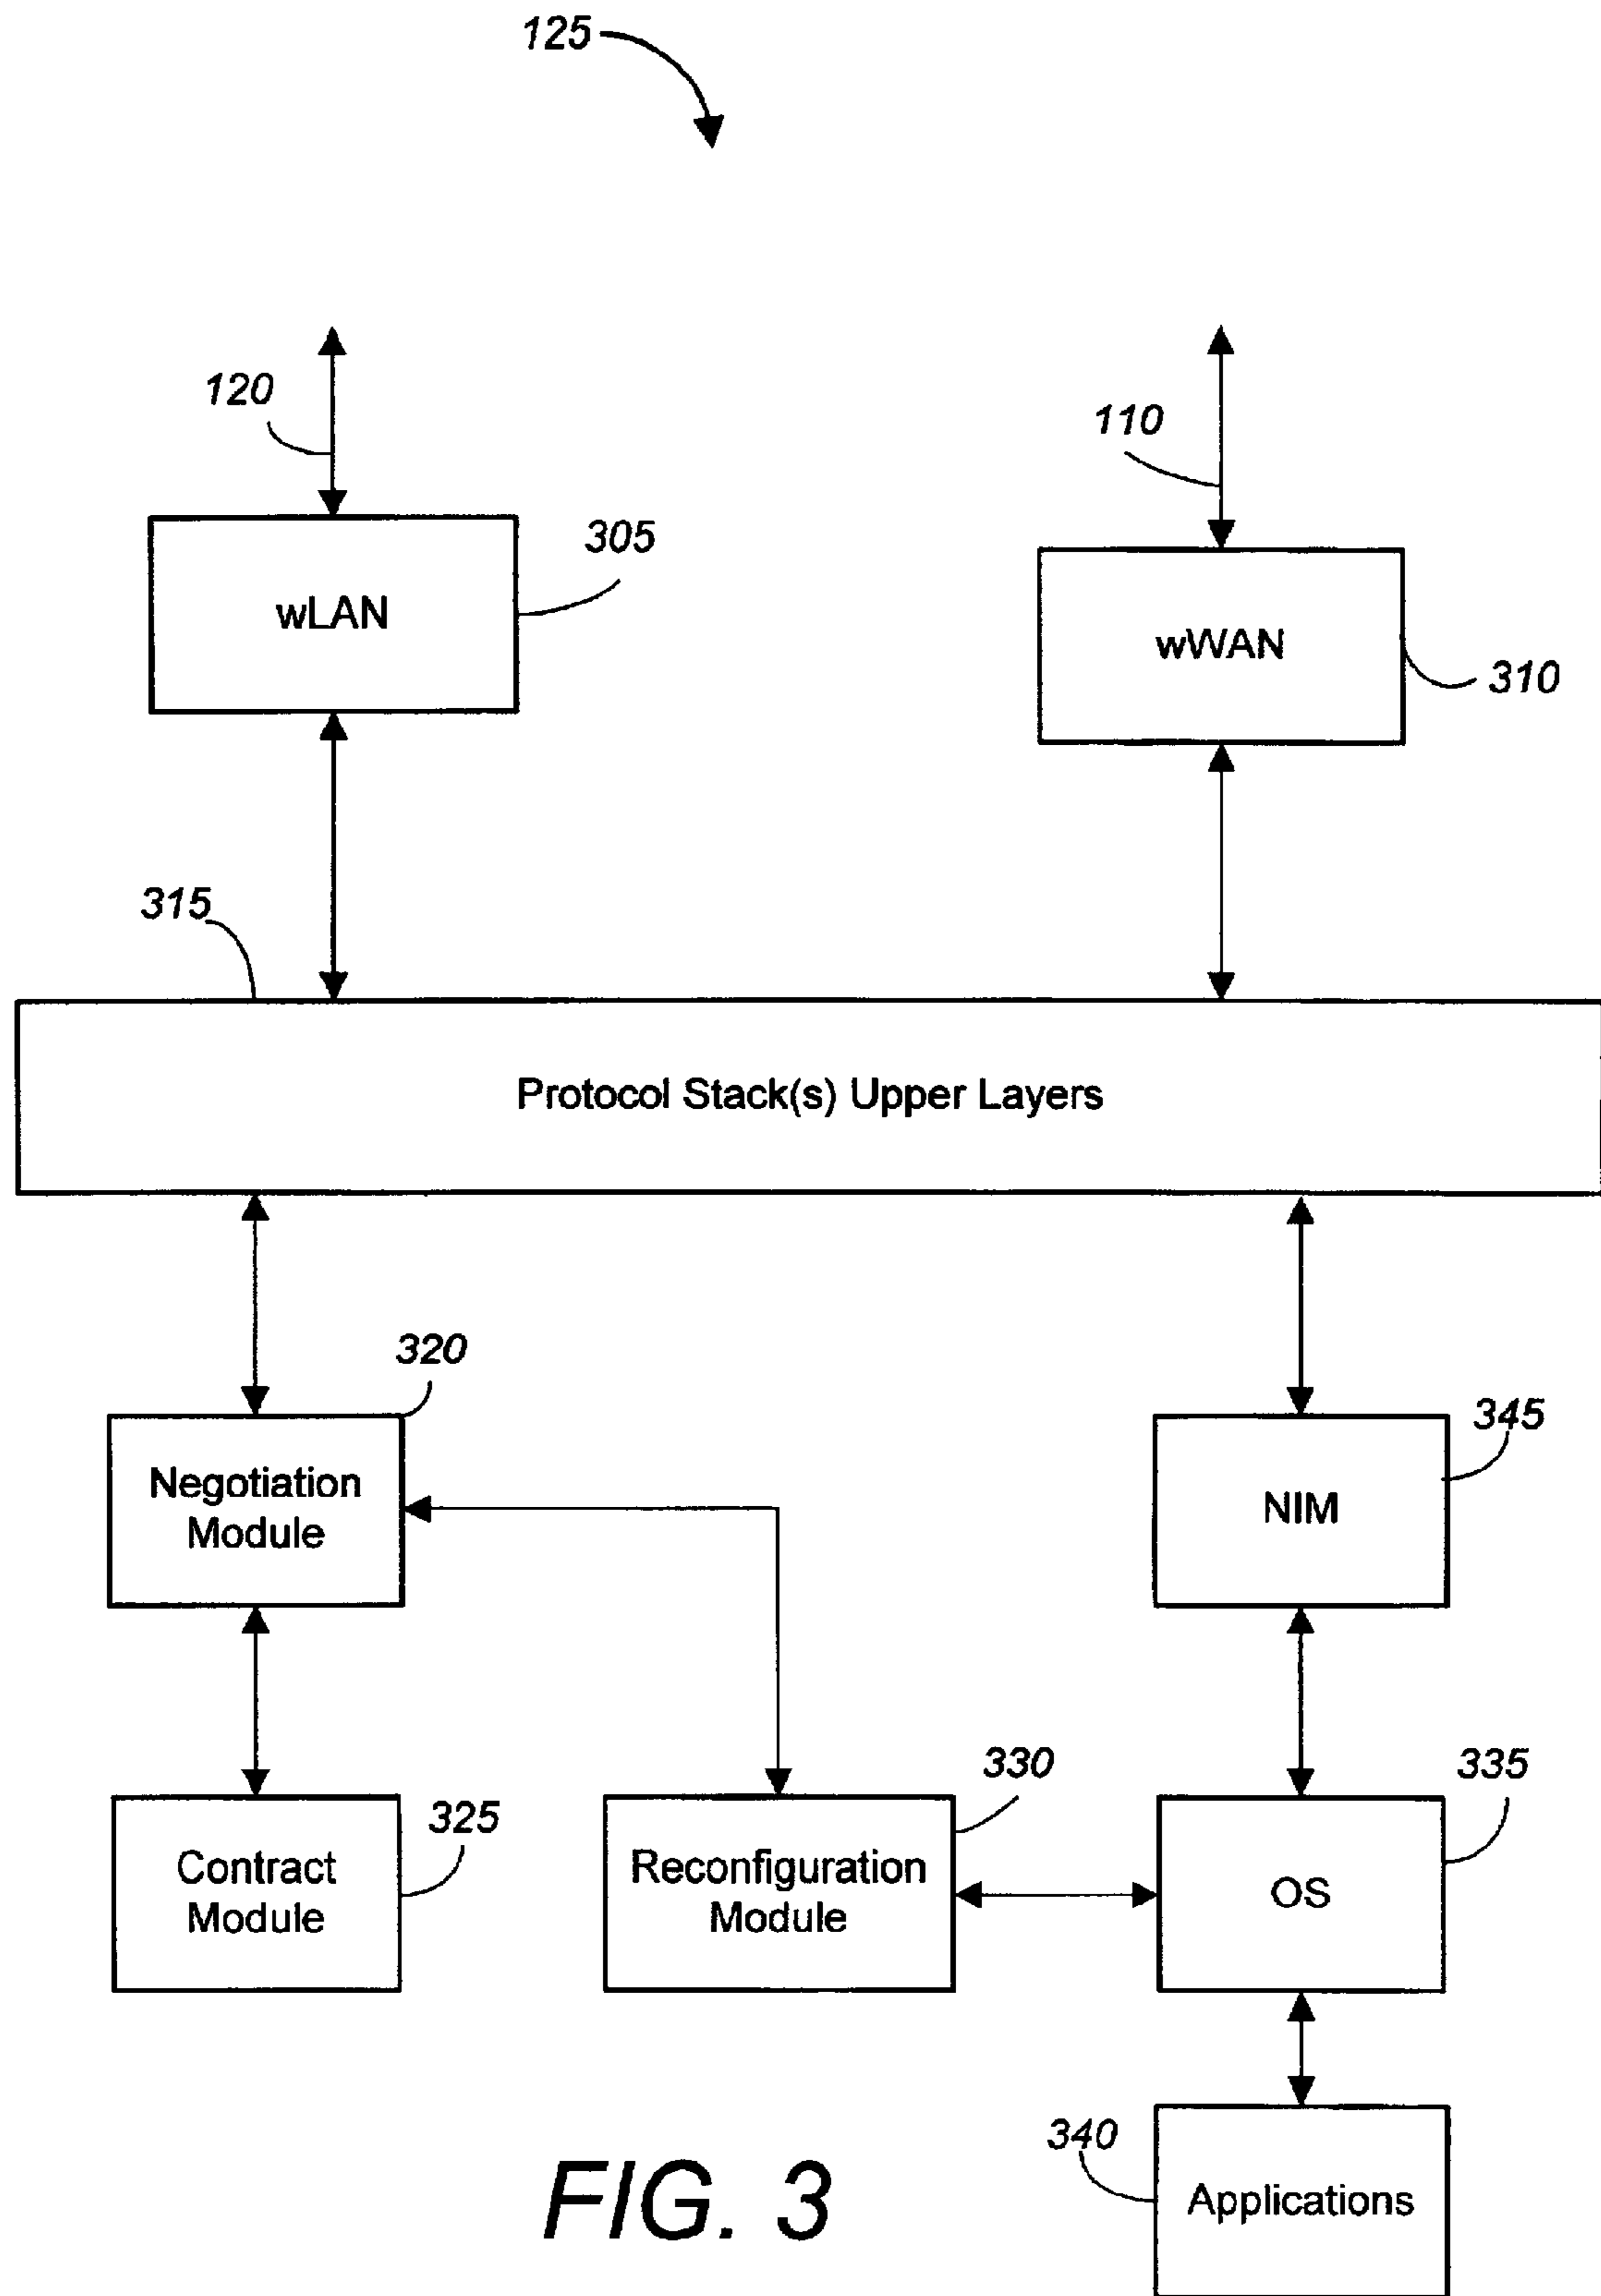 125
120
110
305
wLAN
wWAN
310
315
Protocol Stack(s) Upper Layers
320
345
Negotiation
Module
NIM
330
335
325
Contract
Module
Reconfiguration
Module
OS
340
Applications
FIG. 3